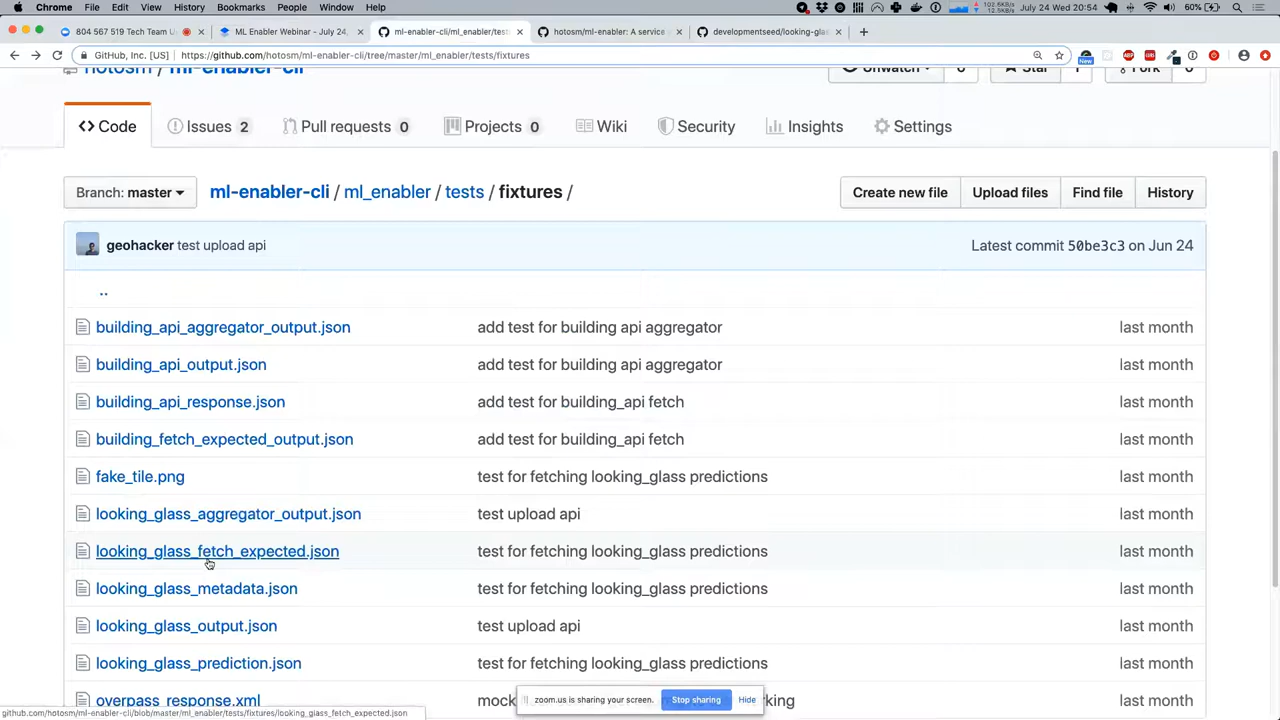 Chrome File Edit View History Bookmarks People Window Help 102.6KB/s 12.5KB/s July 24 Wed 20:54 60%
804 567 519 Tech Team U ML Enabler Webinar - July 24, ml-enabler-cli/ml_enabler/tests hotosm/ml-enabler: A service developmentseed/looking-gla
GitHub, Inc. [US] https://github.com/hotosm/ml-enabler-cli/tree/master/ml_enabler/tests/fixtures New
hotosm / ml-enabler-cli Unwatch Star Fork
Code Issues 2 Pull requests 0 Projects 0 Wiki Security Insights Settings
Branch: master ml-enabler-cli / ml_enabler / tests / fixtures / Create new file Upload files Find file History
geohacker test upload api Latest commit 50be3c3 on Jun 24
..
building_api_aggregator_output.json add test for building api aggregator last month
building_api_output.json add test for building api aggregator last month
building_api_response.json add test for building_api fetch last month
building_fetch_expected_output.json add test for building_api fetch last month
fake_tile.png test for fetching looking_glass predictions last month
looking_glass_aggregator_output.json test upload api last month
looking_glass_fetch_expected.json test for fetching looking_glass predictions last month
looking_glass_metadata.json test for fetching looking_glass predictions last month
looking_glass_output.json test upload api last month
looking_glass_prediction.json test for fetching looking_glass predictions last month
overpass_response.xml mock king last month
zoom.us is sharing your screen. Stop sharing Hide
github.com/hotosm/ml-enabler-cli/blob/master/ml_enabler/tests/fixtures/looking_glass_fetch_expected.json